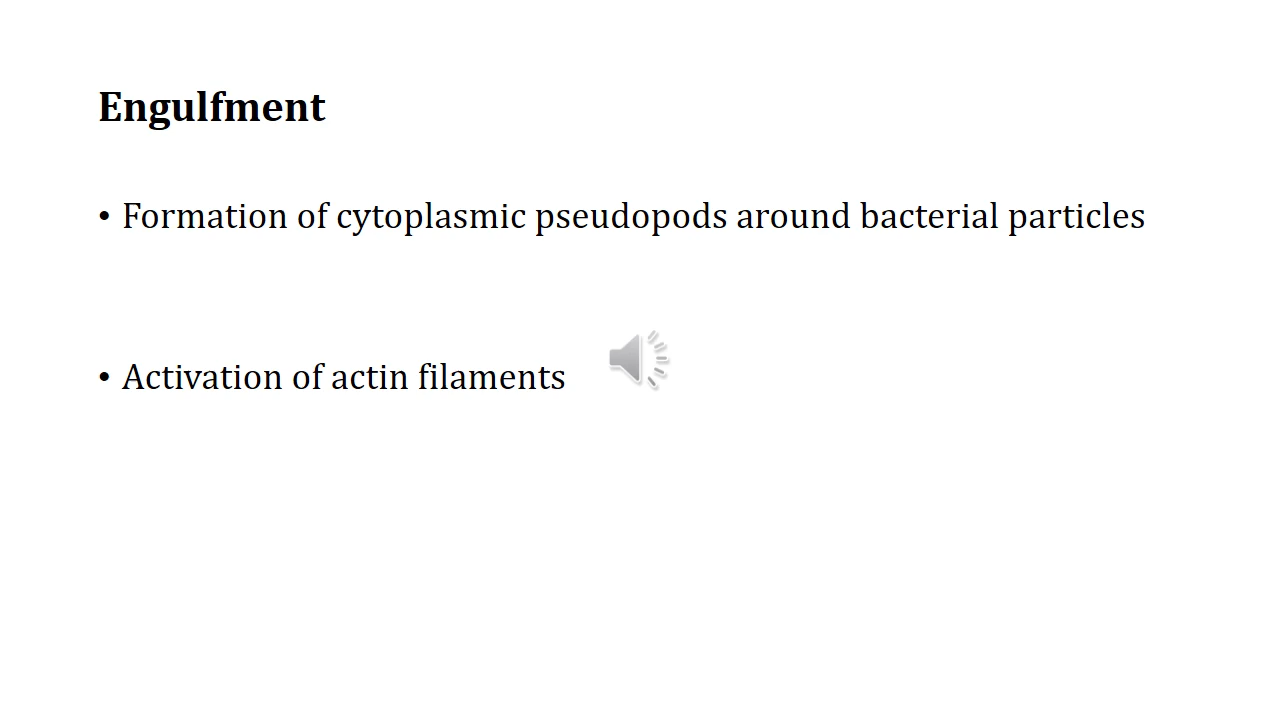 Engulfment
• Formation of cytoplasmic pseudopods around bacterial particles
• Activation of actin filaments